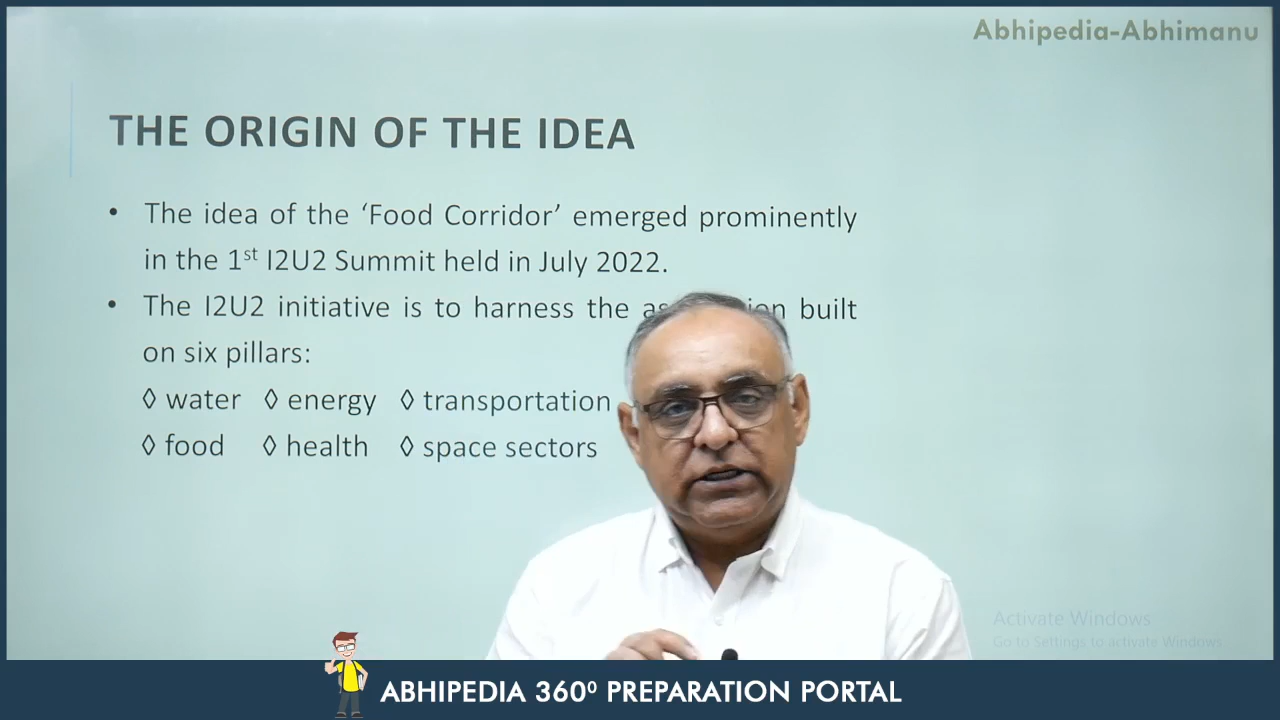 Abhipedia-Abhimanu
THE ORIGIN OF THE IDEA
• The idea of the ‘Food Corridor’ emerged prominently
in the 1st I2U2 Summit held in July 2022.
• The I2U2 initiative is to harness the built
on six pillars:
◊ water ◊ energy ◊ transportation
◊ food ◊ health ◊ space sectors
Activate Windows
Go to Settings to activate Windows.
ABHIPEDIA 360⁰ PREPARATION PORTAL